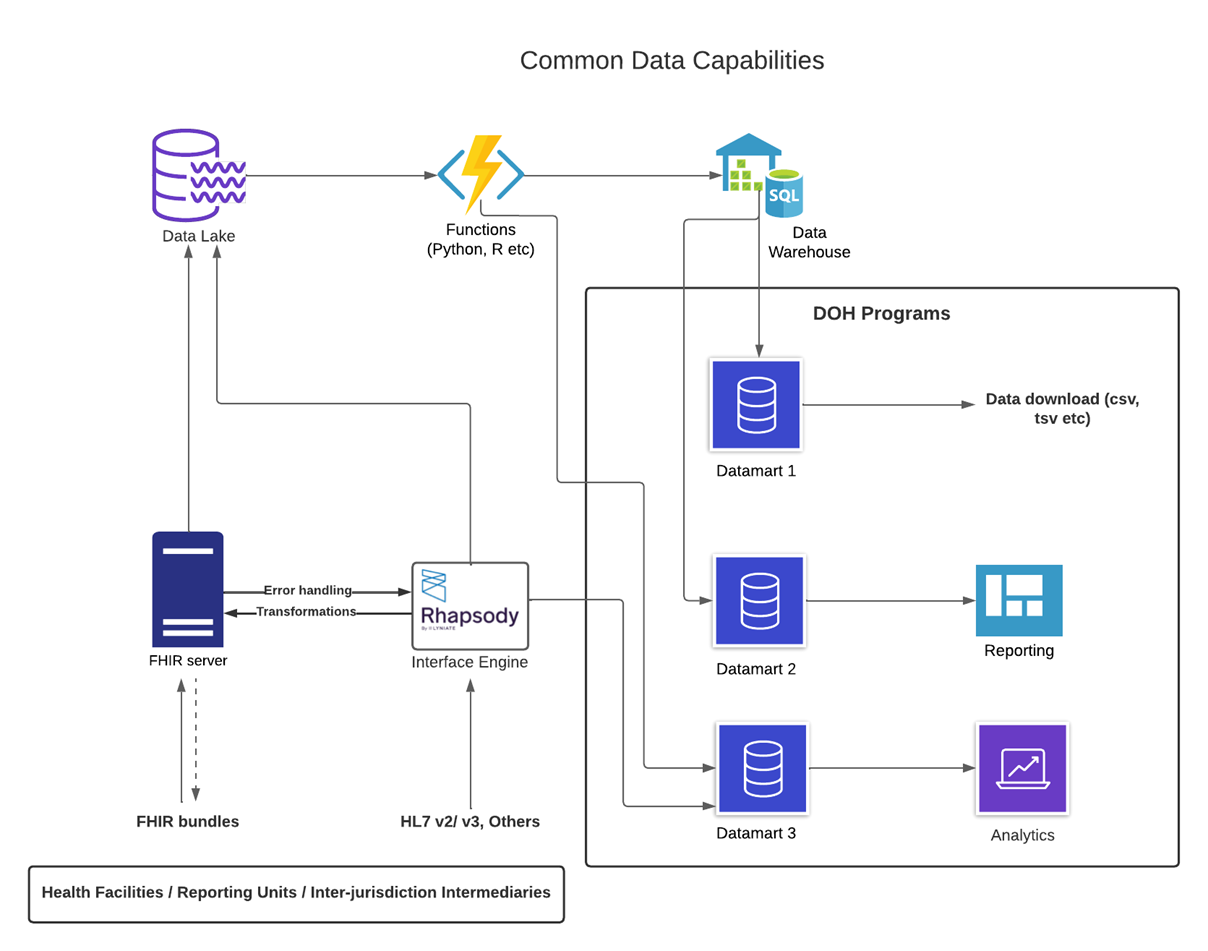 Common Data Capabilities
SQL
Data Lake
Functions
(Python, R etc)
Data
Warehouse
DOH Programs
Data download (csv,
tsv etc)
Datamart 1
Error handling
Transformations
Rhapsody
By LYNIATE
FHIR server
Interface Engine
Datamart 2
Reporting
FHIR bundles
HL7 v2/ v3, Others
Datamart 3
Analytics
Health Facilities / Reporting Units / Inter-jurisdiction Intermediaries